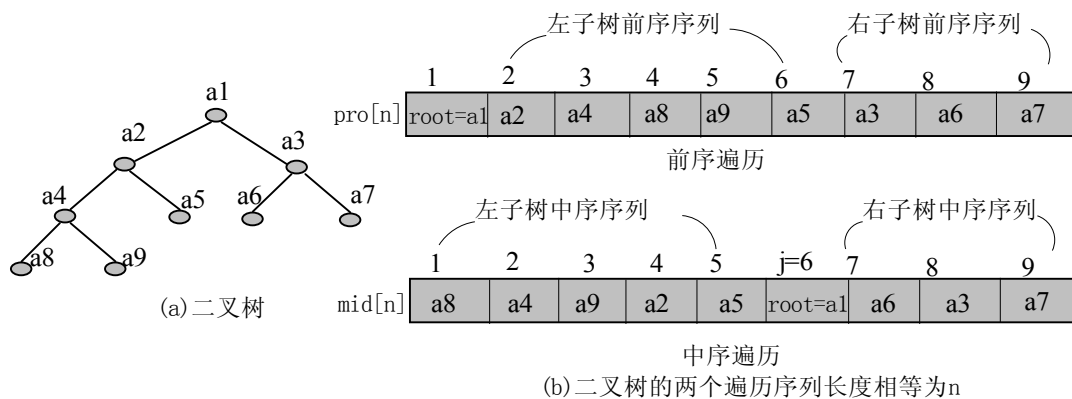 左子树前序序列 右子树前序序列
1 2 3 4 5 6 7 8 9
pro[n] root=a1 a2 a4 a8 a9 a5 a3 a6 a7
前序遍历
a1
a2 a3
a4 a5 a6 a7
a8 a9
(a)二叉树
左子树中序序列 右子树中序序列
1 2 3 4 5 j=6 7 8 9
mid[n] a8 a4 a9 a2 a5 root=a1 a6 a3 a7
中序遍历
(b)二叉树的两个遍历序列长度相等为n